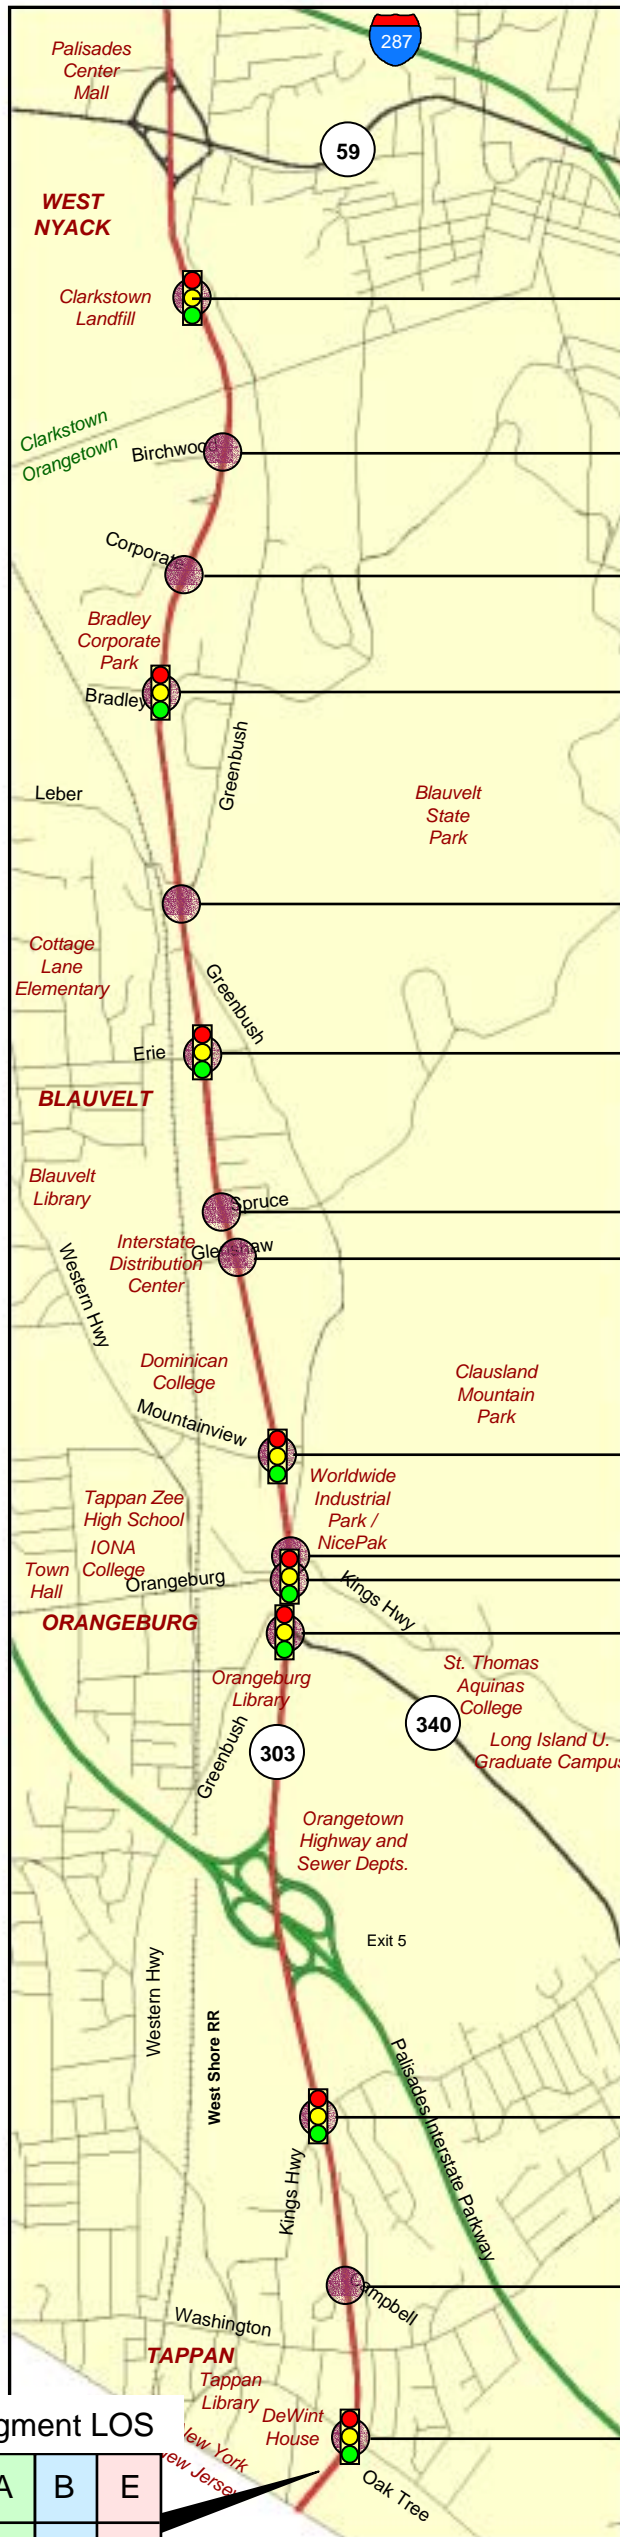 287
Palisades
Center
Mall
59
WEST
NYACK
Clarkstown
Landfill
Clarkstown
Orangetown
Birchwood
Corporate
Bradley
Corporate
Park
Bradley
Greenbush
Leber
Blauvelt
State
Park
Cottage
Lane
Elementary
Greenbush
Erie
BLAUVELT
Blauvelt
Library
Spruce
Glenshaw
Interstate
Distribution
Center
Western Hwy
Dominican
College
Clausland
Mountain
Park
Mountainview
Worldwide
Industrial
Park /
NicePak
Tappan Zee
High School
IONA
College
Town
Hall
Orangeburg
Kings Hwy
ORANGEBURG
St. Thomas
Aquinas
College
Orangeburg
Library
340
Long Island U.
Graduate Campus
303
Greenbush
Orangetown
Highway and
Sewer Depts.
Exit 5
Western Hwy
West Shore RR
Palisades Interstate Parkway
Kings Hwy
Campbell
Washington
TAPPAN
Tappan
Library
DeWint
House
gment LOS
New York
New Jersey
Oak Tree
A B E